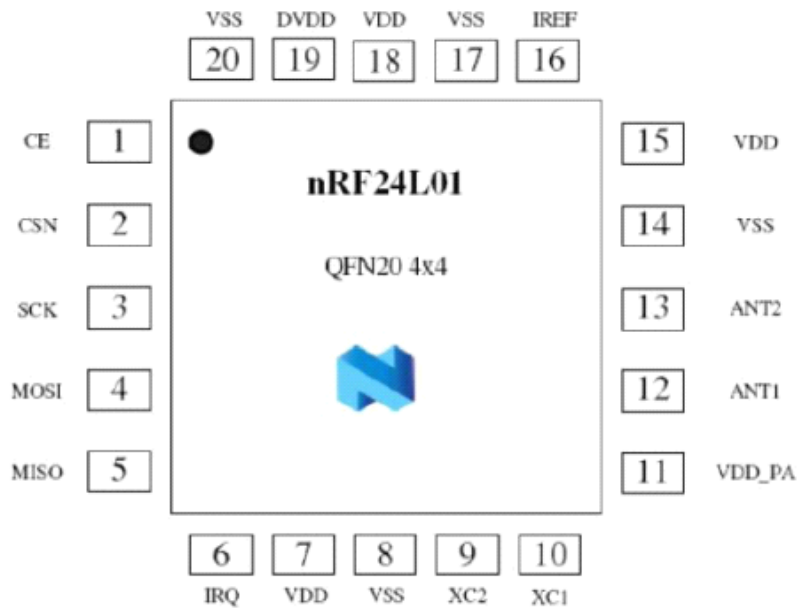 VSS DVDD VDD VSS IREF
20 19 18 17 16
CE 1 15 VDD
nRF24L01
CSN 2 14 VSS
QFN20 4x4
SCK 3 13 ANT2
MOSI 4 12 ANT1
MISO 5 11 VDD_PA
6 7 8 9 10
IRQ VDD VSS XC2 XC1